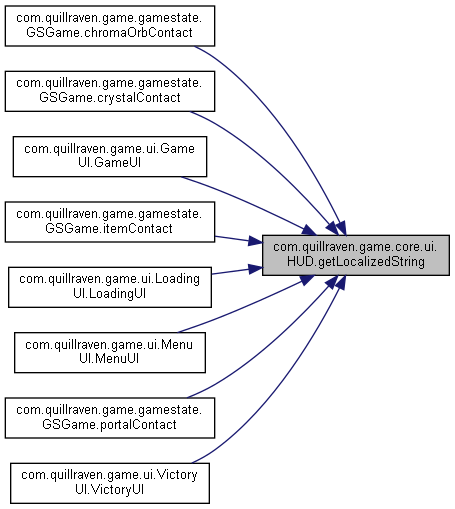 com.quillraven.game.gamestate.
GSGame.chromaOrbContact
com.quillraven.game.gamestate.
GSGame.crystalContact
com.quillraven.game.ui.Game
UI.GameUI
com.quillraven.game.gamestate.
GSGame.itemContact
com.quillraven.game.core.ui.
HUD.getLocalizedString
com.quillraven.game.ui.Loading
UI.LoadingUI
com.quillraven.game.ui.Menu
UI.MenuUI
com.quillraven.game.gamestate.
GSGame.portalContact
com.quillraven.game.ui.Victory
UI.VictoryUI